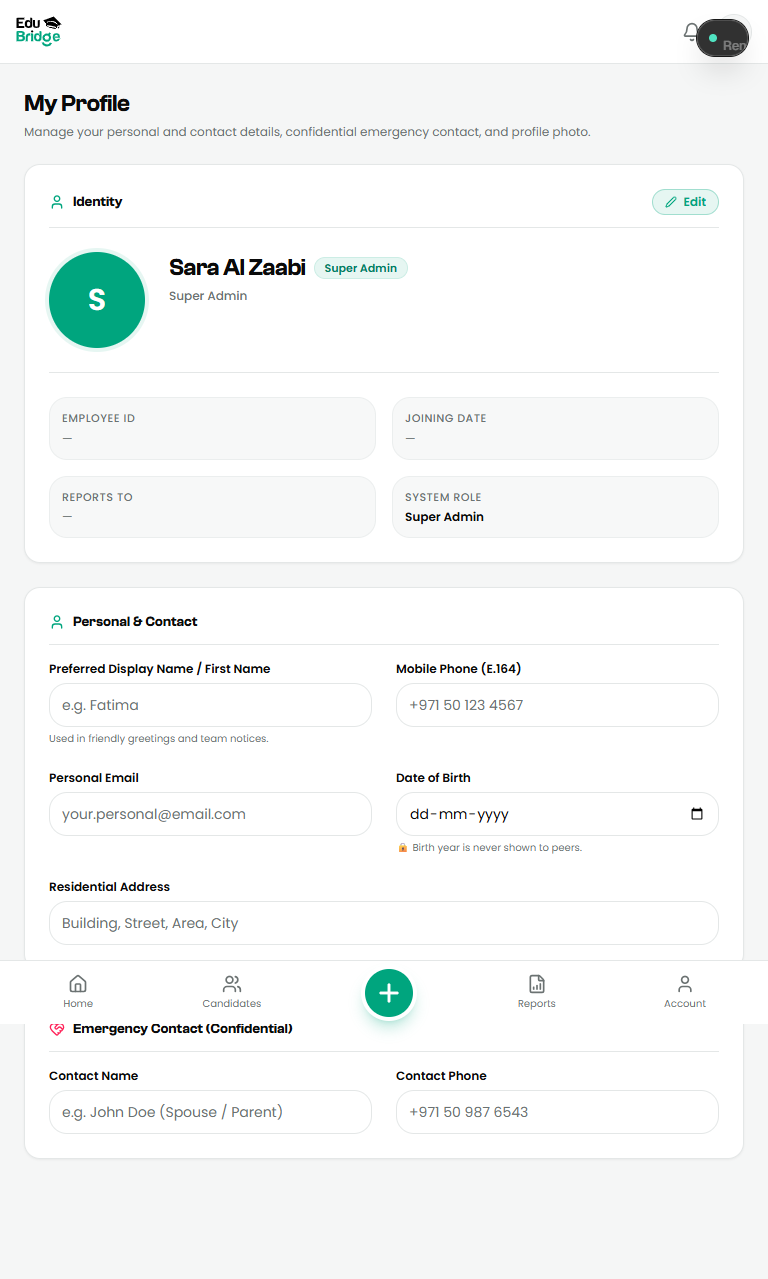 Edu
Bridge
Ren
My Profile
Manage your personal and contact details, confidential emergency contact, and profile photo.
Identity
Edit
S
Sara Al Zaabi
Super Admin
Super Admin
EMPLOYEE ID
—
JOINING DATE
—
REPORTS TO
—
SYSTEM ROLE
Super Admin
Personal & Contact
Preferred Display Name / First Name
Mobile Phone (E.164)
e.g. Fatima
+971 50 123 4567
Used in friendly greetings and team notices.
Personal Email
Date of Birth
your.personal@email.com
dd-mm-yyyy
🔒 Birth year is never shown to peers.
Residential Address
Building, Street, Area, City
Home
Candidates
Reports
Account
Emergency Contact (Confidential)
Contact Name
Contact Phone
e.g. John Doe (Spouse / Parent)
+971 50 987 6543